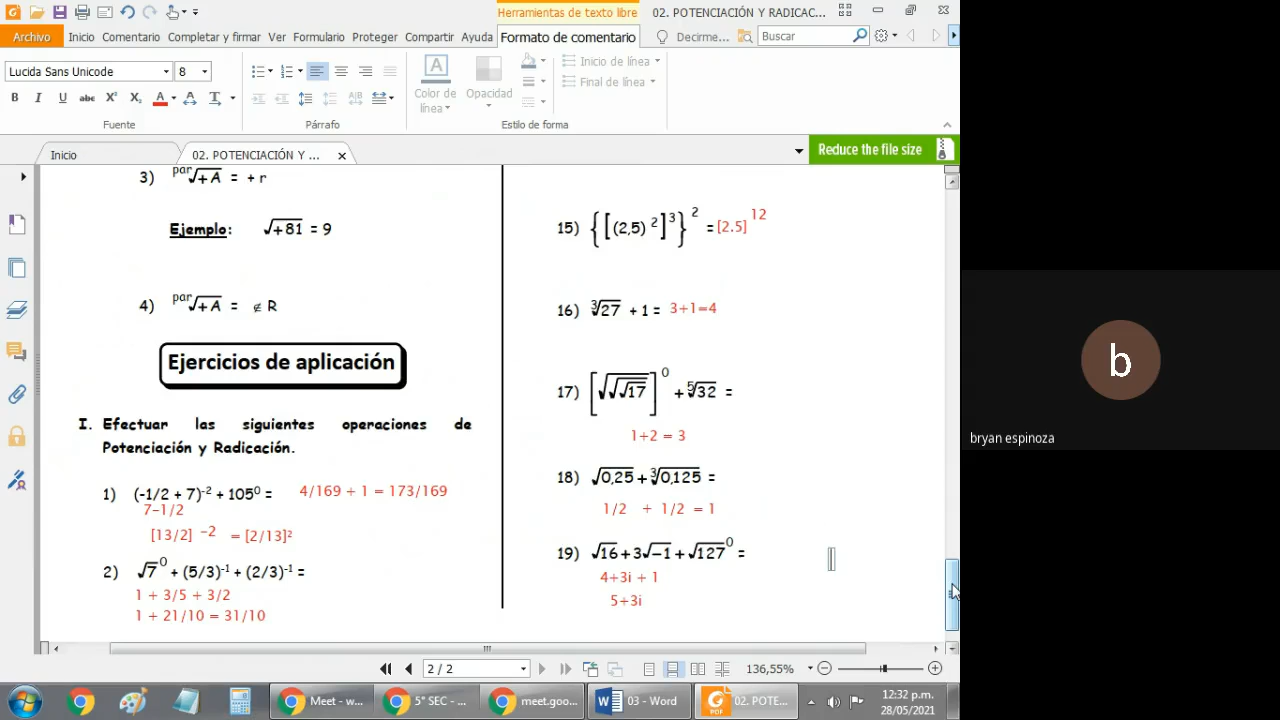 Herramientas de texto libre
02. POTENCIACIÓN Y RADICAC...
Archivo Inicio Comentario Completar y firmar Ver Formulario Proteger Compartir Ayuda Formato de comentario Decirme... Buscar
Lucida Sans Unicode 8
Inicio de línea
Final de línea
Color de línea
Opacidad
Fuente Párrafo Estilo de forma
Inicio
02. POTENCIACIÓN Y ...
Reduce the file size
3) ᵖᵃʳ√+A = + r
Ejemplo: √+81 = 9
4) ᵖᵃʳ√+A = ∉ R
Ejercicios de aplicación
I. Efectuar las siguientes operaciones de
Potenciación y Radicación.
1) (-1/2 + 7)⁻² + 105⁰ = 4/169 + 1 = 173/169
7-1/2
[13/2] ⁻² = [2/13]²
2) √7⁰ + (5/3)⁻¹ + (2/3)⁻¹ =
1 + 3/5 + 3/2
1 + 21/10 = 31/10
15) {[(2,5)²]³}² = [2.5]¹²
16) ∛27 + 1 = 3+1=4
17) [√√√17]⁰ + ⁵√32 =
1+2 = 3
18) √0,25 + ∛0,125 =
1/2 + 1/2 = 1
19) √16 + 3√-1 + √127⁰ =
4+3i + 1
5+3i
2 / 2
136,55%
b
bryan espinoza
Meet - w...
5° SEC - ...
meet.goo...
03 - Word
02. POTE...
12:32 p.m.
28/05/2021